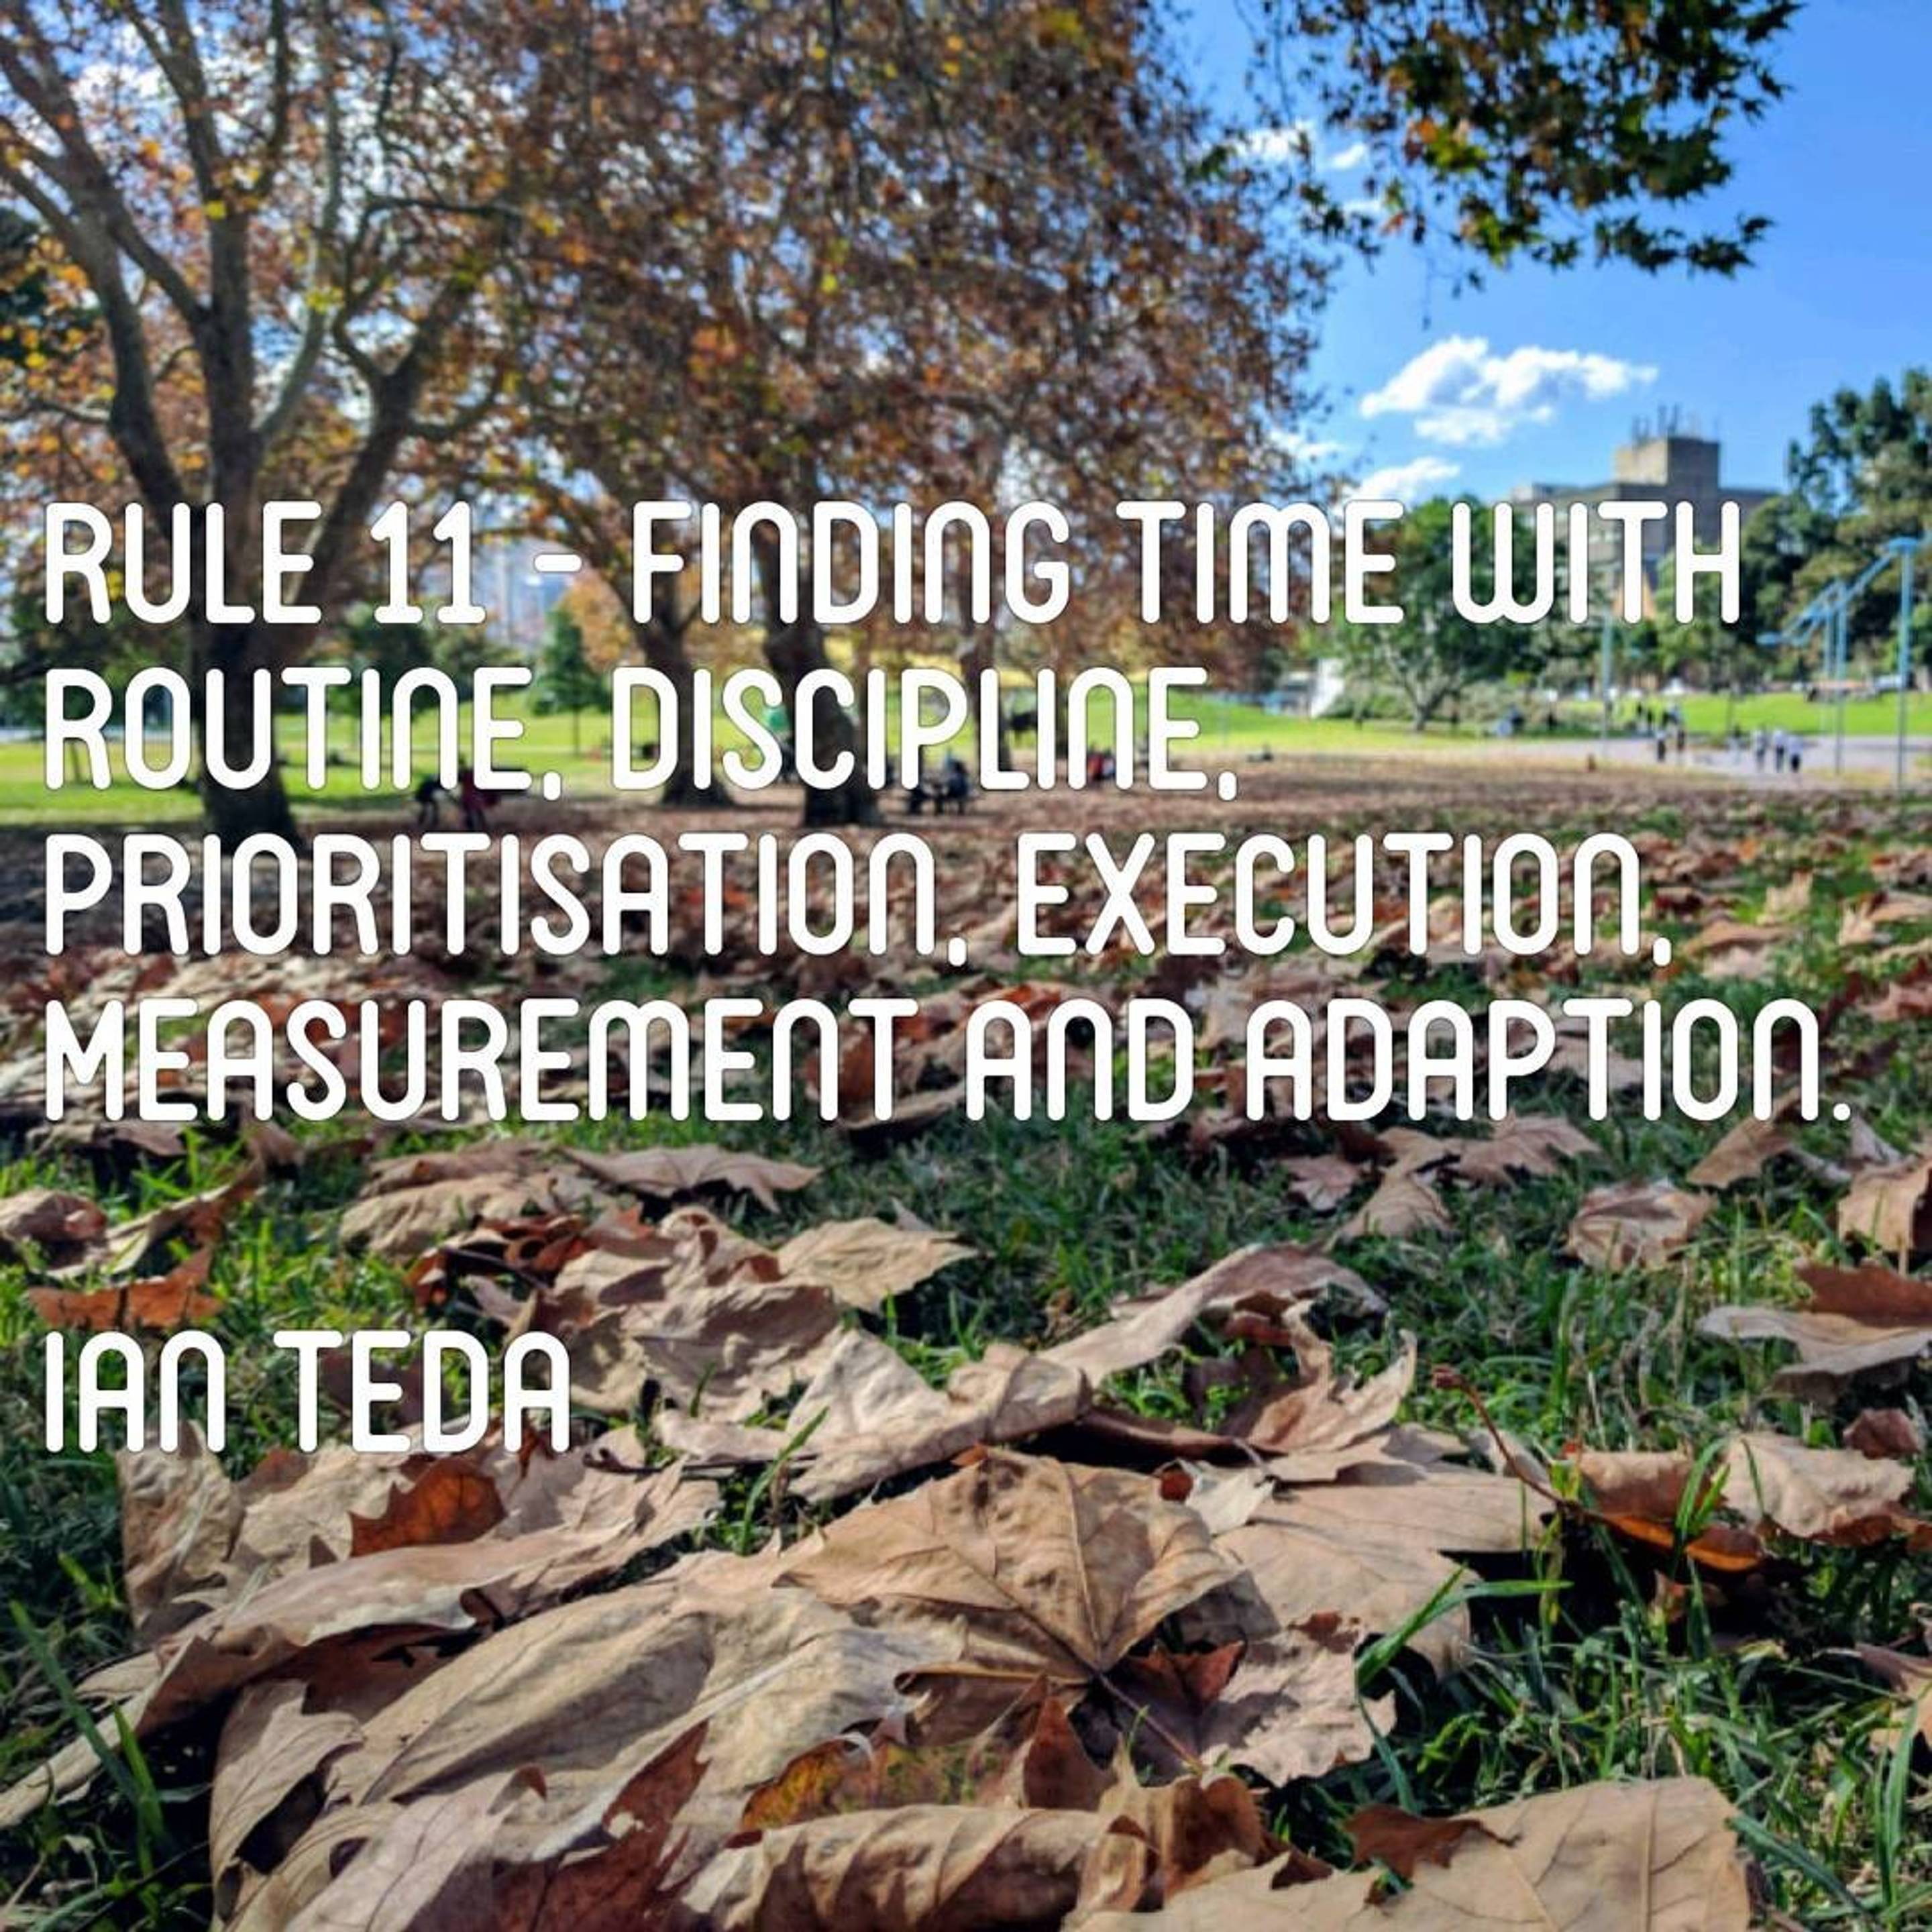 RULE 11 - FINDING TIME WITH
ROUTINE, DISCIPLINE,
PRIORITISATION, EXECUTION,
MEASUREMENT AND ADAPTION.
IAN TEDA